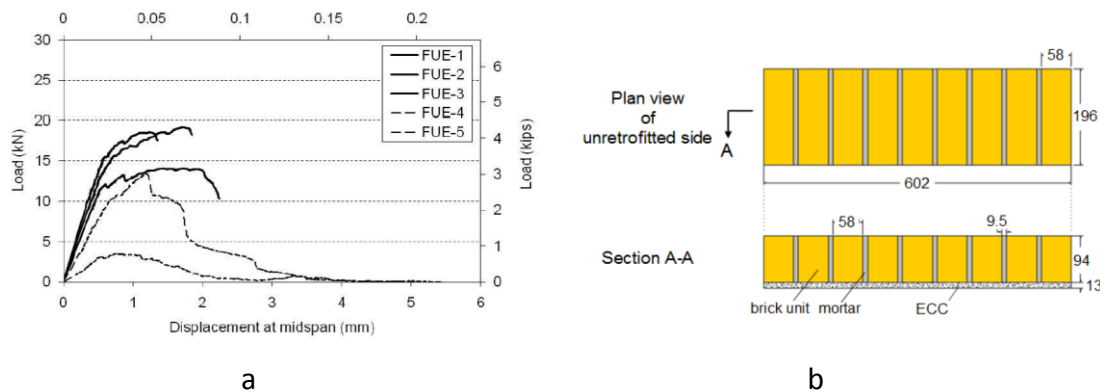 0 0.05 0.1 0.15 0.2
30
25
20
15
10
5
0
Load (kN)
FUE-1
FUE-2
FUE-3
FUE-4
FUE-5
6
5
4
3
2
1
0
Load (kips)
0 1 2 3 4 5 6
Displacement at midspan (mm)
a
58
Plan view
of
unretrofitted side
A
196
602
58
9.5
Section A-A
94
13
brick unit mortar ECC
b